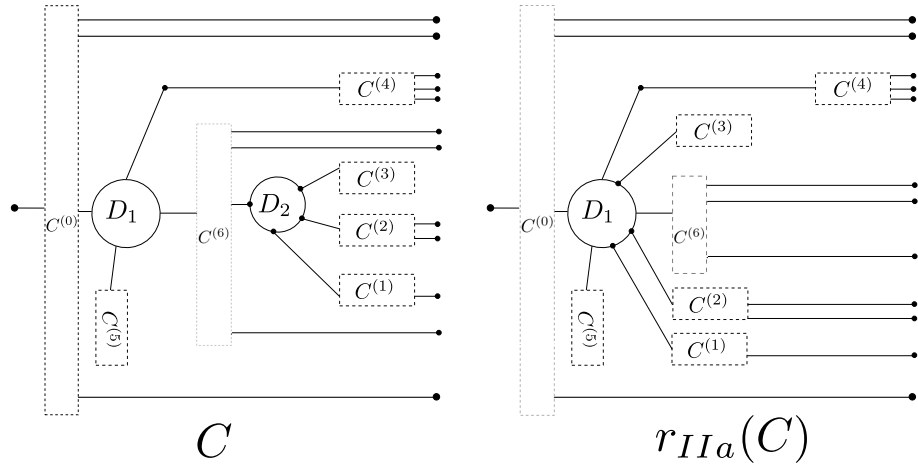 C^{(4)}
C^{(3)}
D_1
D_2
C^{(0)}
C^{(2)}
C^{(6)}
C^{(1)}
C^{(5)}
C
C^{(4)}
C^{(3)}
D_1
C^{(0)}
C^{(6)}
C^{(2)}
C^{(5)}
C^{(1)}
r_{IIa}(C)